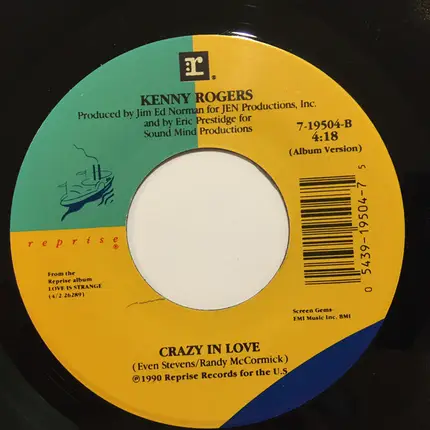 r
KENNY ROGERS
Produced by Jim Ed Norman for JEN Productions, Inc.
and by Eric Prestidge for
Sound Mind Productions
7-19504-B
4:18
(Album Version)
reprise®
From the
Reprise album
LOVE IS STRANGE
(4/2 26289)
0 5439-19504-7 5
Screen Gems
EMI Music Inc. BMI
CRAZY IN LOVE
(Even Stevens/Randy McCormick)
℗1990 Reprise Records for the U.S.